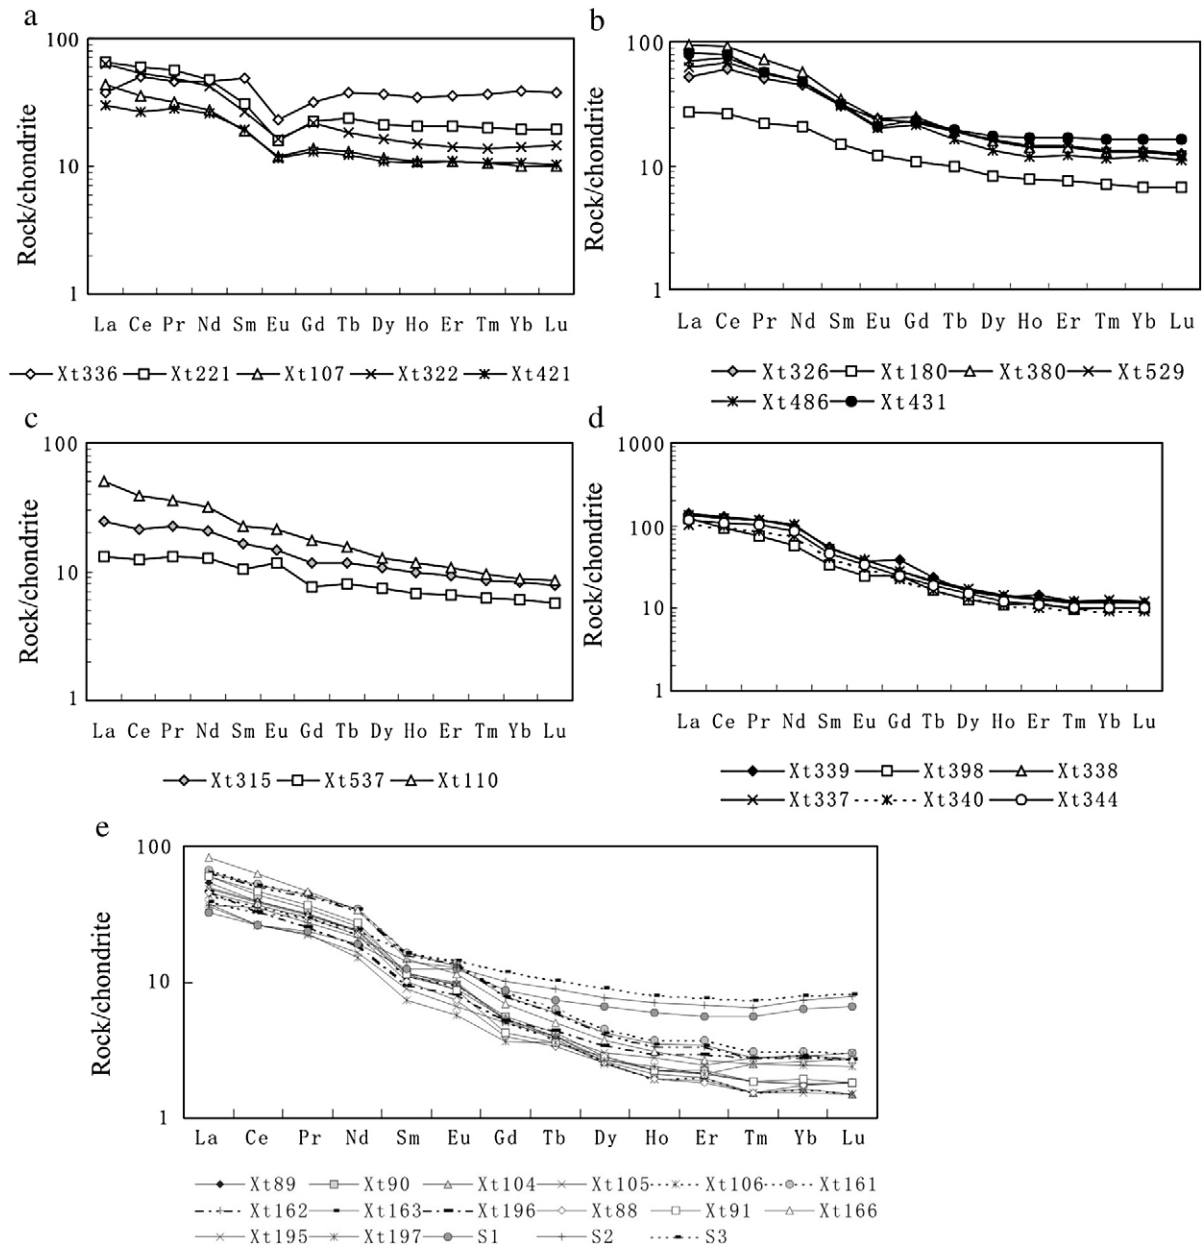 a
Rock/chondrite
100
10
1
La Ce Pr Nd Sm Eu Gd Tb Dy Ho Er Tm Yb Lu
Xt336 Xt221 Xt107 Xt322 Xt421
b
Rock/chondrite
100
10
1
La Ce Pr Nd Sm Eu Gd Tb Dy Ho Er Tm Yb Lu
Xt326 Xt180 Xt380 Xt529
Xt486 Xt431
c
Rock/chondrite
100
10
1
La Ce Pr Nd Sm Eu Gd Tb Dy Ho Er Tm Yb Lu
Xt315 Xt537 Xt110
d
Rock/chondrite
1000
100
10
1
La Ce Pr Nd Sm Eu Gd Tb Dy Ho Er Tm Yb Lu
Xt339 Xt398 Xt338
Xt337 Xt340 Xt344
e
Rock/chondrite
100
10
1
La Ce Pr Nd Sm Eu Gd Tb Dy Ho Er Tm Yb Lu
Xt89 Xt90 Xt104 Xt105 Xt106 Xt161
Xt162 Xt163 Xt196 Xt88 Xt91 Xt166
Xt195 Xt197 S1 S2 S3